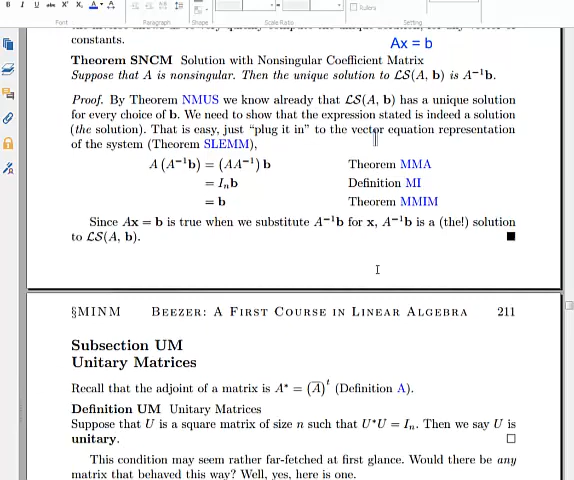 B I U
Font
Paragraph
Shape
Scale Ratio
Rulers
Setting
constants.
Ax = b
Theorem SNCM Solution with Nonsingular Coefficient Matrix
Suppose that A is nonsingular. Then the unique solution to LS(A, b) is A⁻¹b.
Proof. By Theorem NMUS we know already that LS(A, b) has a unique solution
for every choice of b. We need to show that the expression stated is indeed a solution
(the solution). That is easy, just “plug it in” to the vector equation representation
of the system (Theorem SLEMM),
A (A⁻¹b) = (AA⁻¹) b Theorem MMA
= Iₙb Definition MI
= b Theorem MMIM
Since Ax = b is true when we substitute A⁻¹b for x, A⁻¹b is a (the!) solution
to LS(A, b). ■
§MINM Beezer: A First Course in Linear Algebra 211
Subsection UM
Unitary Matrices
Recall that the adjoint of a matrix is A* = (A̅)ᵗ (Definition A).
Definition UM Unitary Matrices
Suppose that U is a square matrix of size n such that U*U = Iₙ. Then we say U is
unitary. □
This condition may seem rather far-fetched at first glance. Would there be any
matrix that behaved this way? Well, yes, here is one.